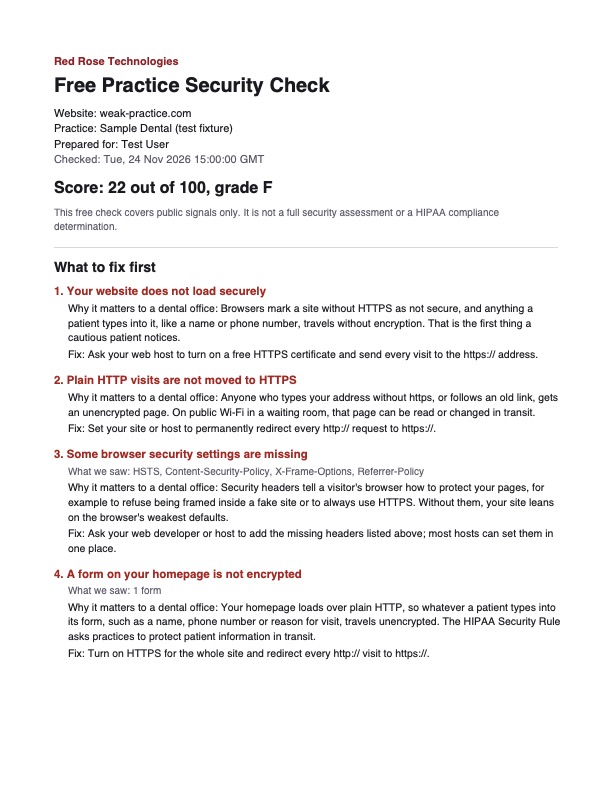 Red Rose Technologies
Free Practice Security Check
Website: weak-practice.com
Practice: Sample Dental (test fixture)
Prepared for: Test User
Checked: Tue, 24 Nov 2026 15:00:00 GMT
Score: 22 out of 100, grade F
This free check covers public signals only. It is not a full security assessment or a HIPAA compliance
determination.
What to fix first
1. Your website does not load securely
Why it matters to a dental office: Browsers mark a site without HTTPS as not secure, and anything a
patient types into it, like a name or phone number, travels without encryption. That is the first thing a
cautious patient notices.
Fix: Ask your web host to turn on a free HTTPS certificate and send every visit to the https:// address.
2. Plain HTTP visits are not moved to HTTPS
Why it matters to a dental office: Anyone who types your address without https, or follows an old link, gets
an unencrypted page. On public Wi-Fi in a waiting room, that page can be read or changed in transit.
Fix: Set your site or host to permanently redirect every http:// request to https://.
3. Some browser security settings are missing
What we saw: HSTS, Content-Security-Policy, X-Frame-Options, Referrer-Policy
Why it matters to a dental office: Security headers tell a visitor's browser how to protect your pages, for
example to refuse being framed inside a fake site or to always use HTTPS. Without them, your site leans
on the browser's weakest defaults.
Fix: Ask your web developer or host to add the missing headers listed above; most hosts can set them in
one place.
4. A form on your homepage is not encrypted
What we saw: 1 form
Why it matters to a dental office: Your homepage loads over plain HTTP, so whatever a patient types into
its form, such as a name, phone number or reason for visit, travels unencrypted. The HIPAA Security Rule
asks practices to protect patient information in transit.
Fix: Turn on HTTPS for the whole site and redirect every http:// visit to https://.